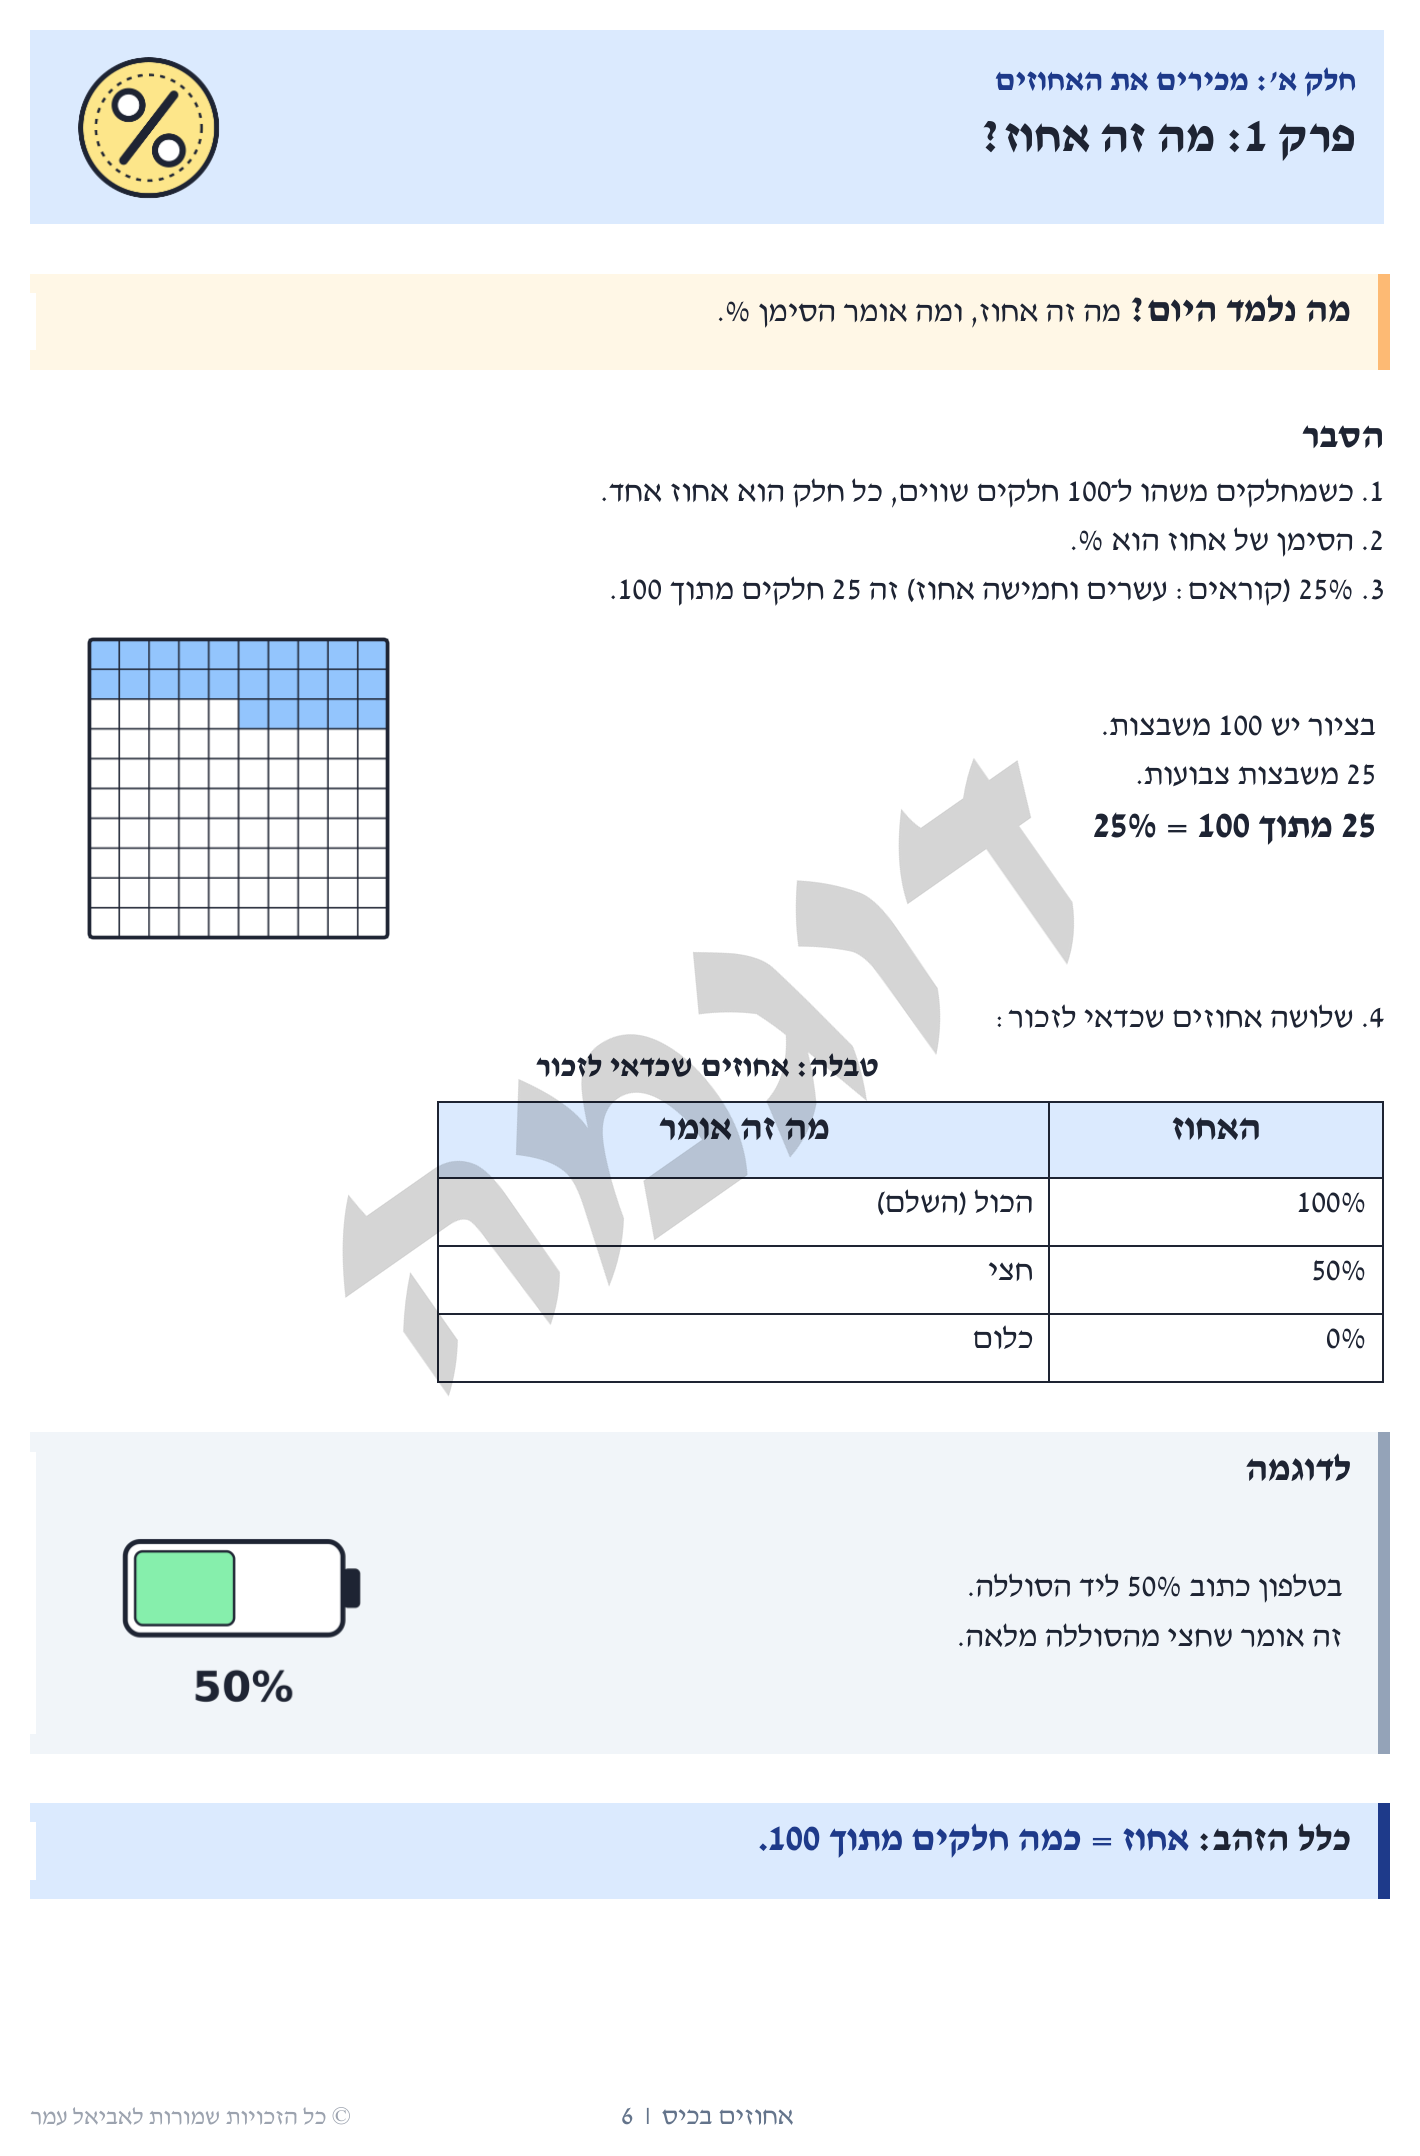 חלק א׳: מכירים את האחוזים
פרק 1: מה זה אחוז?
מה נלמד היום? מה זה אחוז, ומה אומר הסימן %.
הסבר
1. כשמחלקים משהו ל־100 חלקים שווים, כל חלק הוא אחוז אחד.
2. הסימן של אחוז הוא %.
3. 25% (קוראים: עשרים וחמישה אחוז) זה 25 חלקים מתוך 100.
בציור יש 100 משבצות.
25 משבצות צבועות.
25 מתוך 100 = 25%
4. שלושה אחוזים שכדאי לזכור:
טבלה: אחוזים שכדאי לזכור
האחוז מה זה אומר
100% הכול (השלם)
50% חצי
0% כלום
דוגמה
לדוגמה
בטלפון כתוב 50% ליד הסוללה.
זה אומר שחצי מהסוללה מלאה.
50%
כלל הזהב: אחוז = כמה חלקים מתוך 100.
אחוזים בכיס | 6
© כל הזכויות שמורות לאביאל עמר